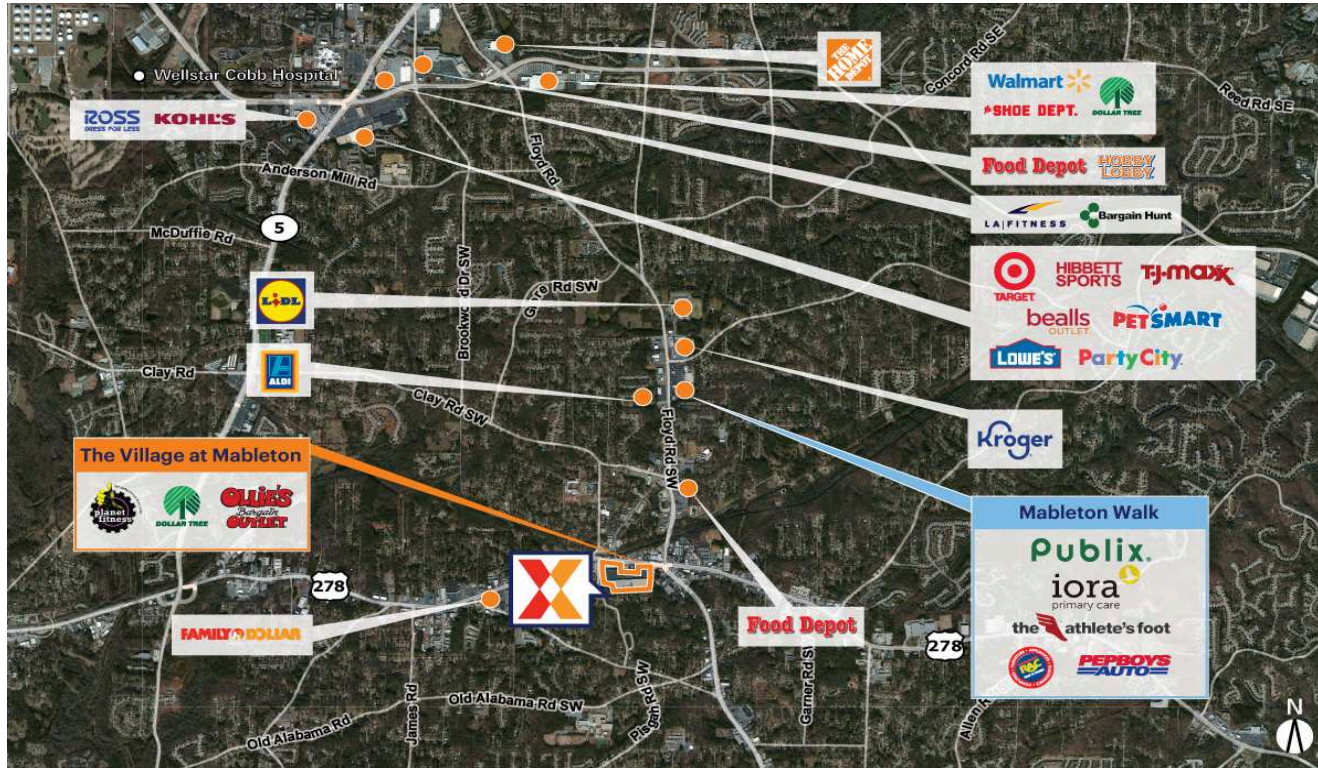 Wellstar Cobb Hospital
THE HOME DEPOT
Concord Rd SE
Reed Rd SE
Walmart
SHOE DEPT.
DOLLAR TREE
ROSS
DRESS FOR LESS
KOHL'S
Floyd Rd
Anderson Mill Rd
Food Depot
HOBBY LOBBY
LA|FITNESS
Bargain Hunt
5
McDuffie Rd
TARGET
HIBBETT SPORTS
T.J.maxx
bealls
OUTLET
PETSMART
LOWE'S
Party City
LiDL
Brookwood Dr SW
Gore Rd SW
Clay Rd
ALDI
Clay Rd SW
Floyd Rd SW
Kroger
The Village at Mableton
planet fitness
DOLLAR TREE
OLLIE'S
Bargain
OUTLET
Mableton Walk
Publix.
iora
primary care
the athlete's foot
RAC
PEPBOYS
AUTO
278
FAMILY DOLLAR
Food Depot
278
Old Alabama Rd SW
Old Alabama Rd
James Rd
Pisgah Rd SW
Garner Rd SW
N